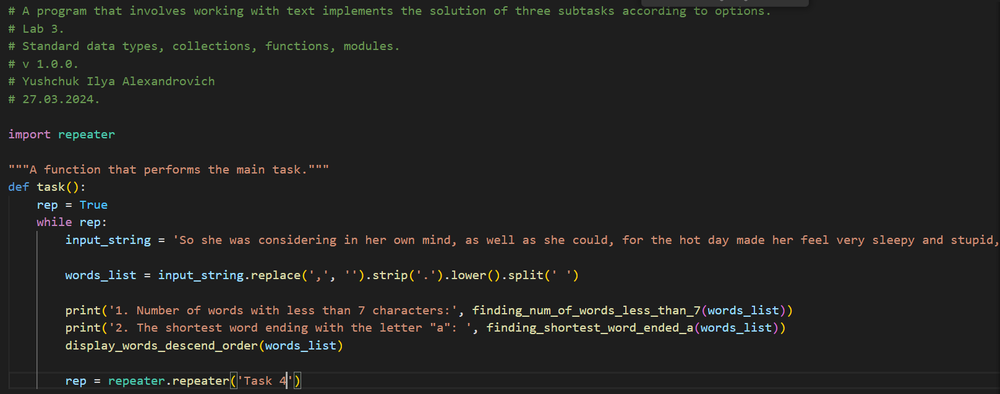 # A program that involves working with text implements the solution of three subtasks according to options.
# Lab 3.
# Standard data types, collections, functions, modules.
# v 1.0.0.
# Yushchuk Ilya Alexandrovich
# 27.03.2024.
import repeater
"""A function that performs the main task."""
def task():
    rep = True
    while rep:
        input_string = 'So she was considering in her own mind, as well as she could, for the hot day made her feel very sleepy and stupid,
        words_list = input_string.replace(',', '').strip('.').lower().split(' ')
        print('1. Number of words with less than 7 characters:', finding_num_of_words_less_than_7(words_list))
        print('2. The shortest word ending with the letter "a": ', finding_shortest_word_ended_a(words_list))
        display_words_descend_order(words_list)
        rep = repeater.repeater('Task 4')